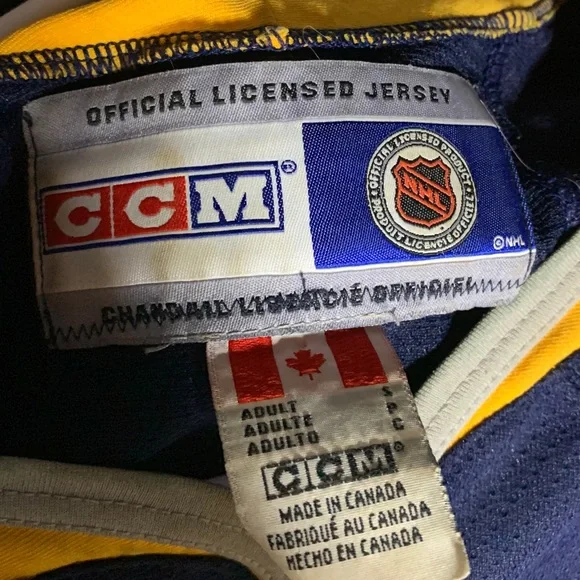 OFFICIAL LICENSED JERSEY
CCM®
OFFICIAL LICENSED PRODUCT
NHL
PRODUIT LICENCIÉ OFFICIEL
©NHL
CHANDAIL LICENCIÉ OFFICIEL
ADULT S
ADULTE P
ADULTO C
CCM
MADE IN CANADA
FABRIQUÉ AU CANADA
HECHO EN CANADA